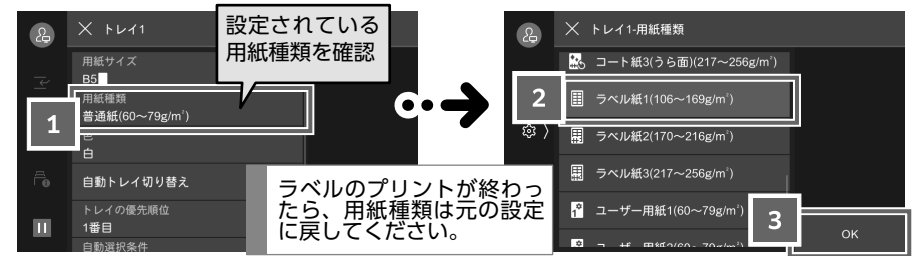 トレイ1
設定されている
用紙種類を確認
用紙サイズ
B5
用紙種類
普通紙(60～79g/m²)
1
色
白
自動トレイ切り替え
トレイの優先順位
1番目
自動選択条件
ラベルのプリントが終わっ
たら、用紙種類は元の設定
に戻してください。
トレイ1-用紙種類
コート紙3(うら面)(217～256g/m²)
2
ラベル紙1(106～169g/m²)
ラベル紙2(170～216g/m²)
ラベル紙3(217～256g/m²)
ユーザー用紙1(60～79g/m²)
3
OK